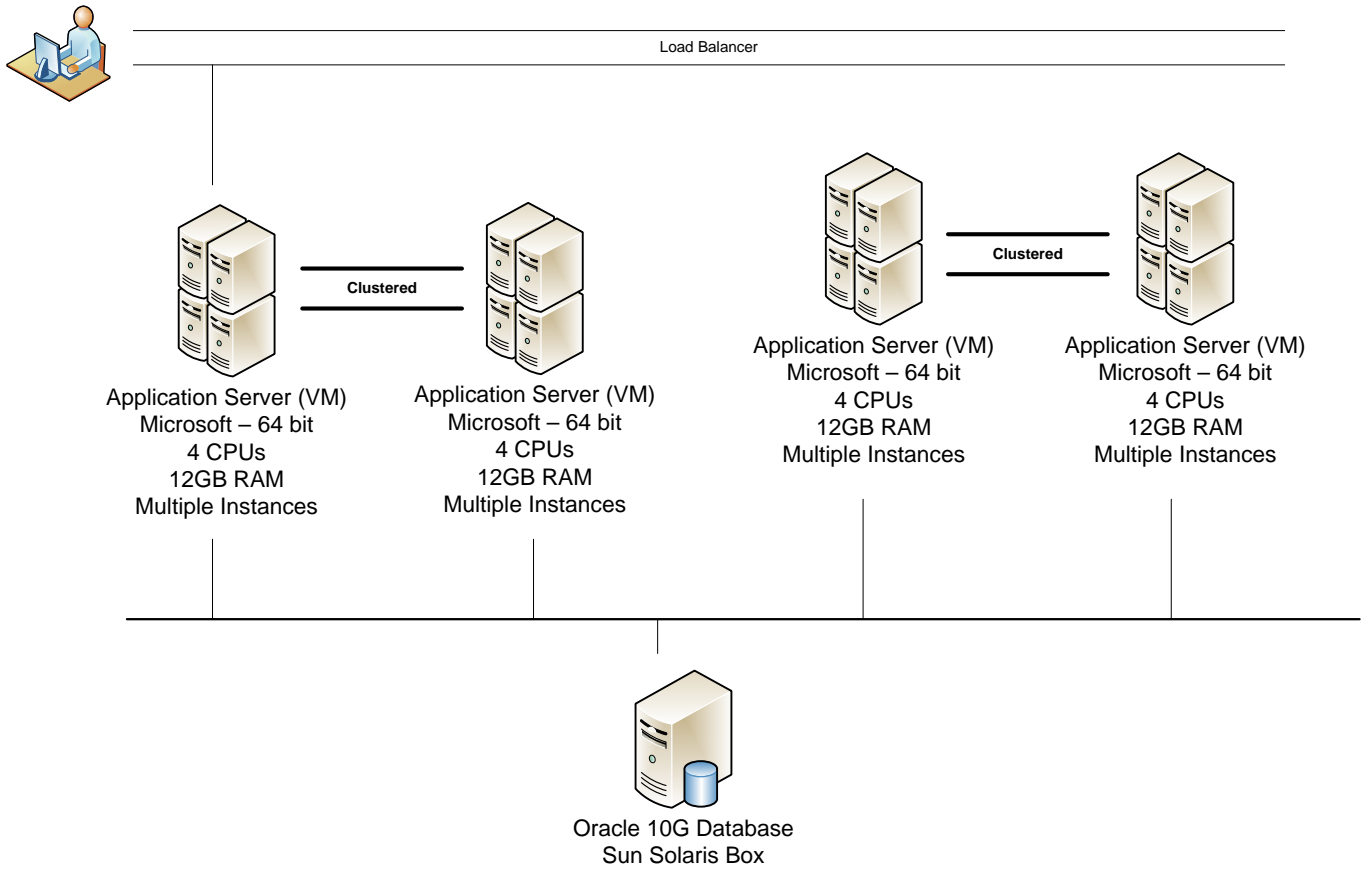 Load Balancer
Clustered
Clustered
Application Server (VM)
Microsoft – 64 bit
4 CPUs
12GB RAM
Multiple Instances
Application Server (VM)
Microsoft – 64 bit
4 CPUs
12GB RAM
Multiple Instances
Application Server (VM)
Microsoft – 64 bit
4 CPUs
12GB RAM
Multiple Instances
Application Server (VM)
Microsoft – 64 bit
4 CPUs
12GB RAM
Multiple Instances
Oracle 10G Database
Sun Solaris Box